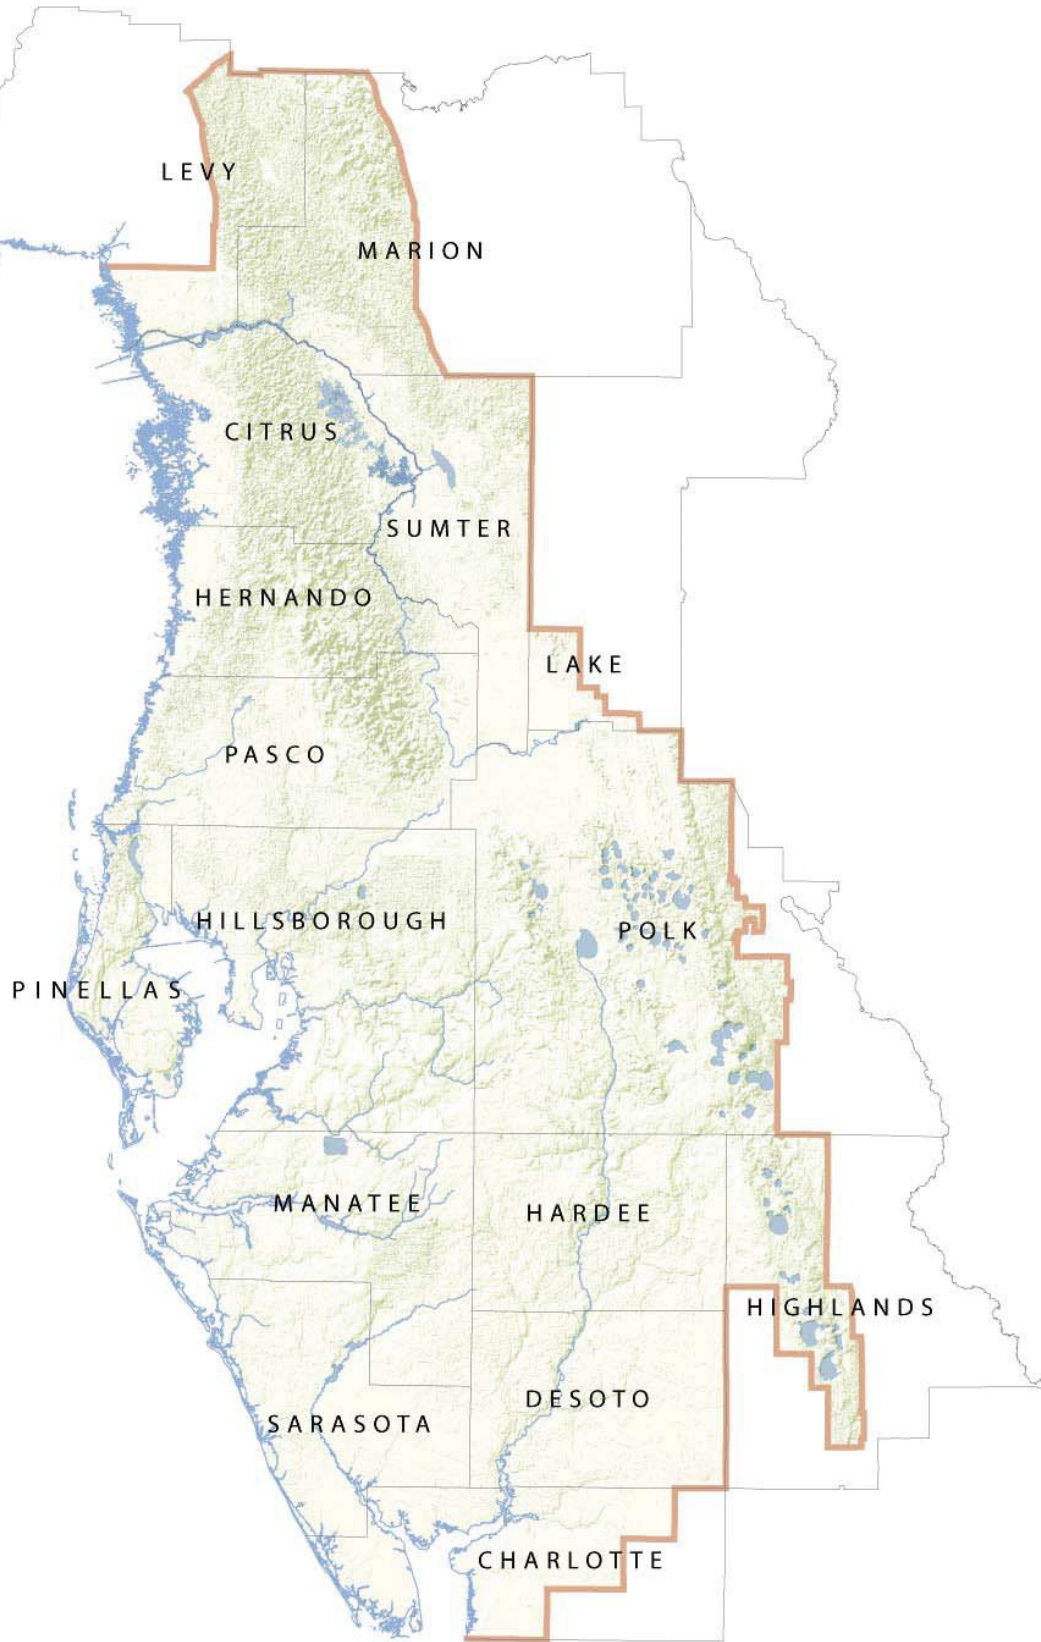 LEVY
MARION
CITRUS
SUMTER
HERNANDO
LAKE
PASCO
HILLSBOROUGH
POLK
PINELLAS
MANATEE
HARDEE
HIGHLANDS
DESOTO
SARASOTA
CHARLOTTE